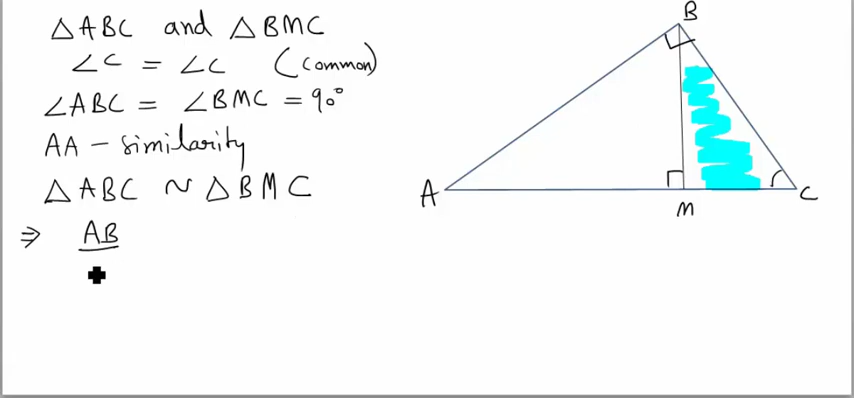 △ABC and △BMC
∠C = ∠C (common)
∠ABC = ∠BMC = 90°
AA - similarity
△ABC ~ △BMC
⇒ AB
B
A
M
C